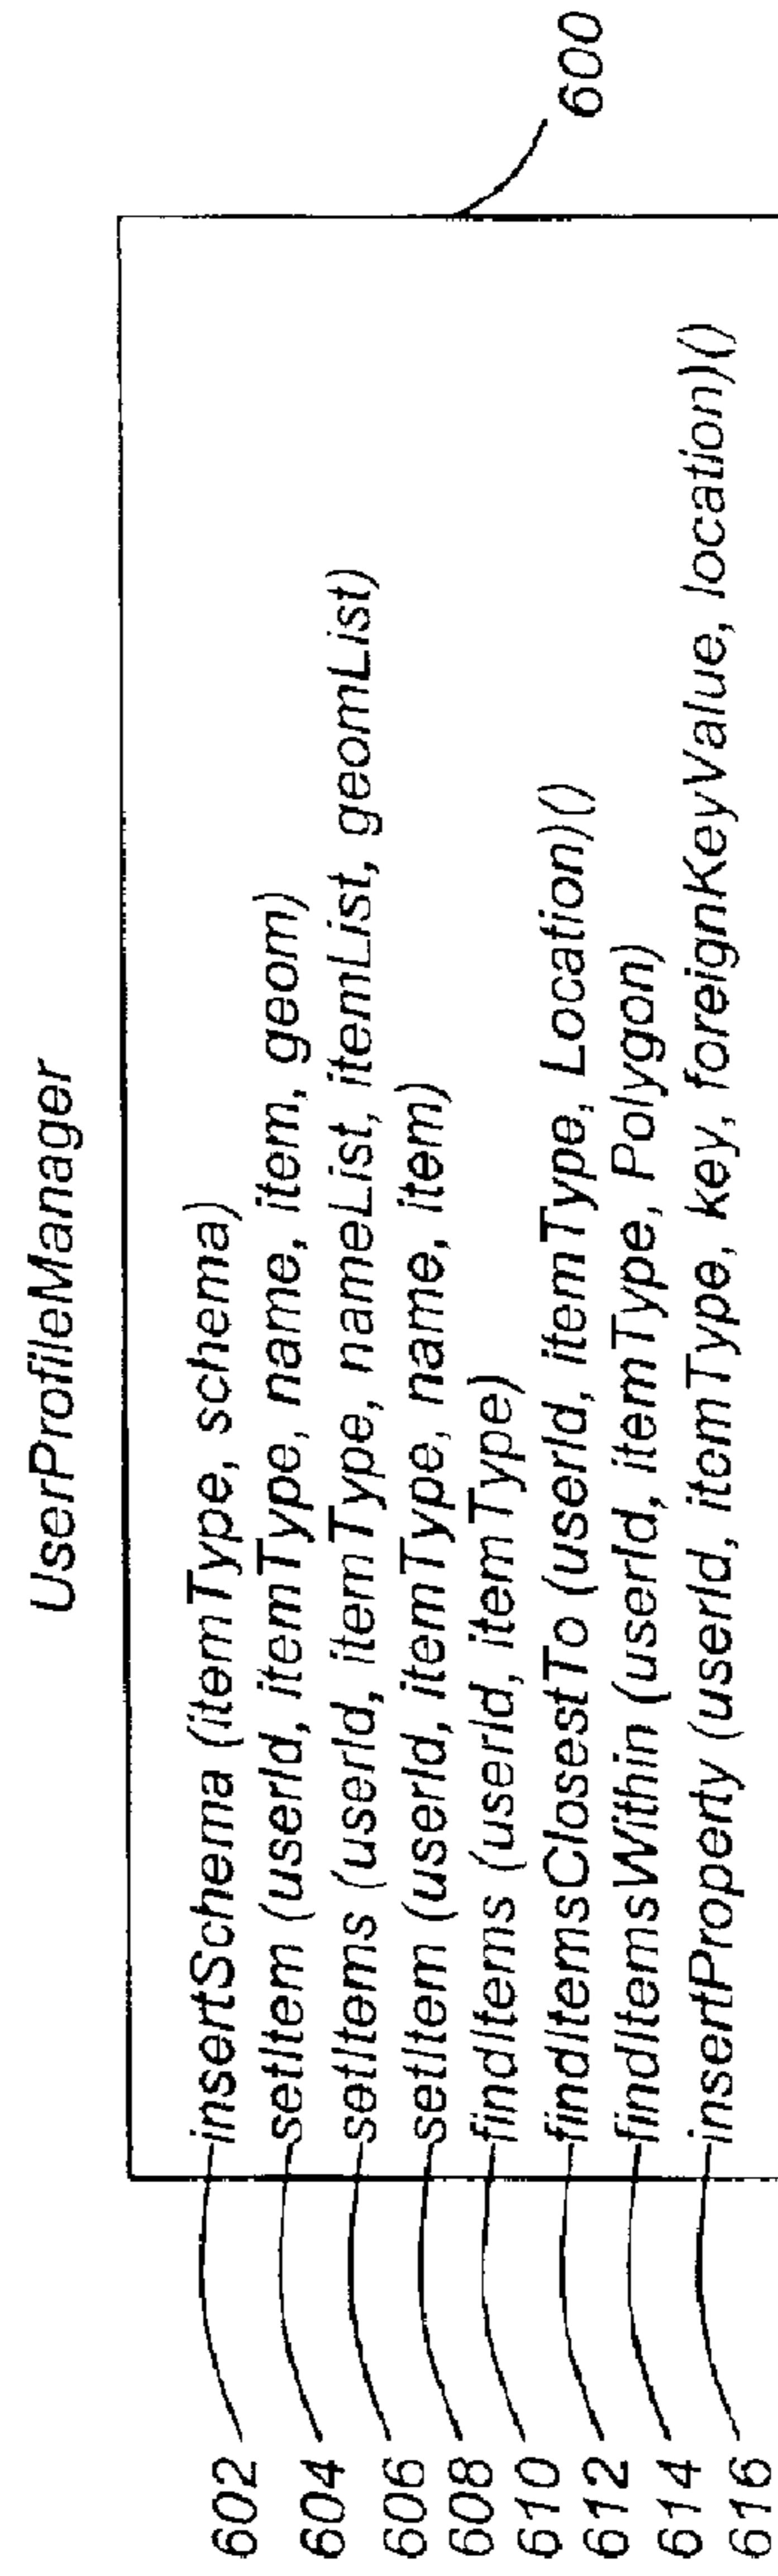 UserProfileManager
600
602 insertSchema (itemType, schema)
604 setItem (userId, itemType, name, item, geom)
606 setItems (userId, itemType, nameList, itemList, geomList)
608 setItem (userId, itemType, name, item)
610 findItems (userId, itemType)
612 findItemsClosestTo (userId, itemType, Location)()
614 findItemsWithin (userId, itemType, Polygon)
616 insertProperty (userId, itemType, key, foreignKeyValue, location)()